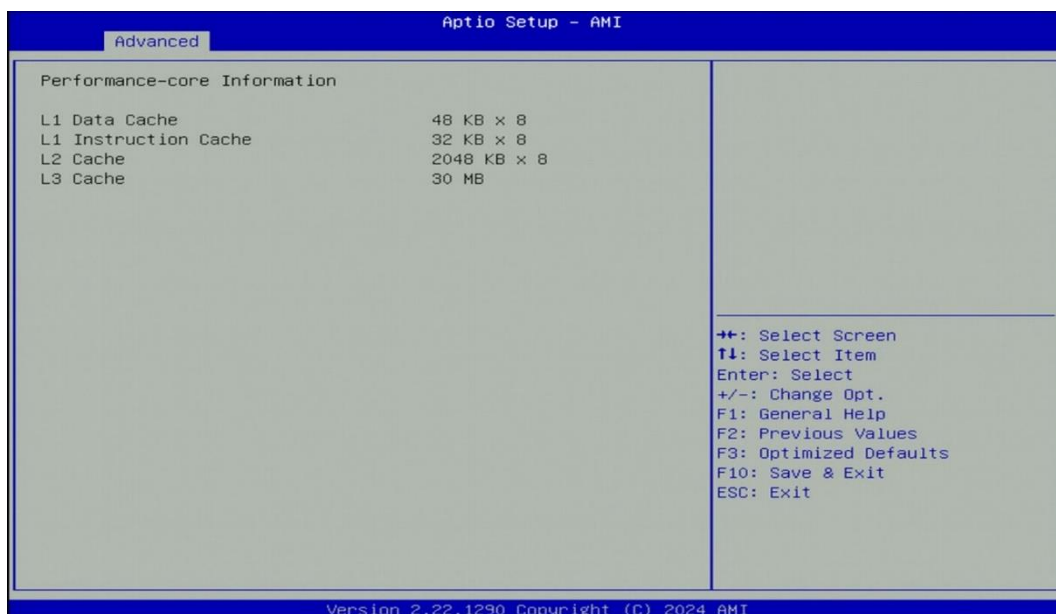 Aptio Setup - AMI
Advanced
Performance-core Information
L1 Data Cache 48 KB x 8
L1 Instruction Cache 32 KB x 8
L2 Cache 2048 KB x 8
L3 Cache 30 MB
→←: Select Screen
↑↓: Select Item
Enter: Select
+/-: Change Opt.
F1: General Help
F2: Previous Values
F3: Optimized Defaults
F10: Save & Exit
ESC: Exit
Version 2.22.1290 Copyright (C) 2024 AMI